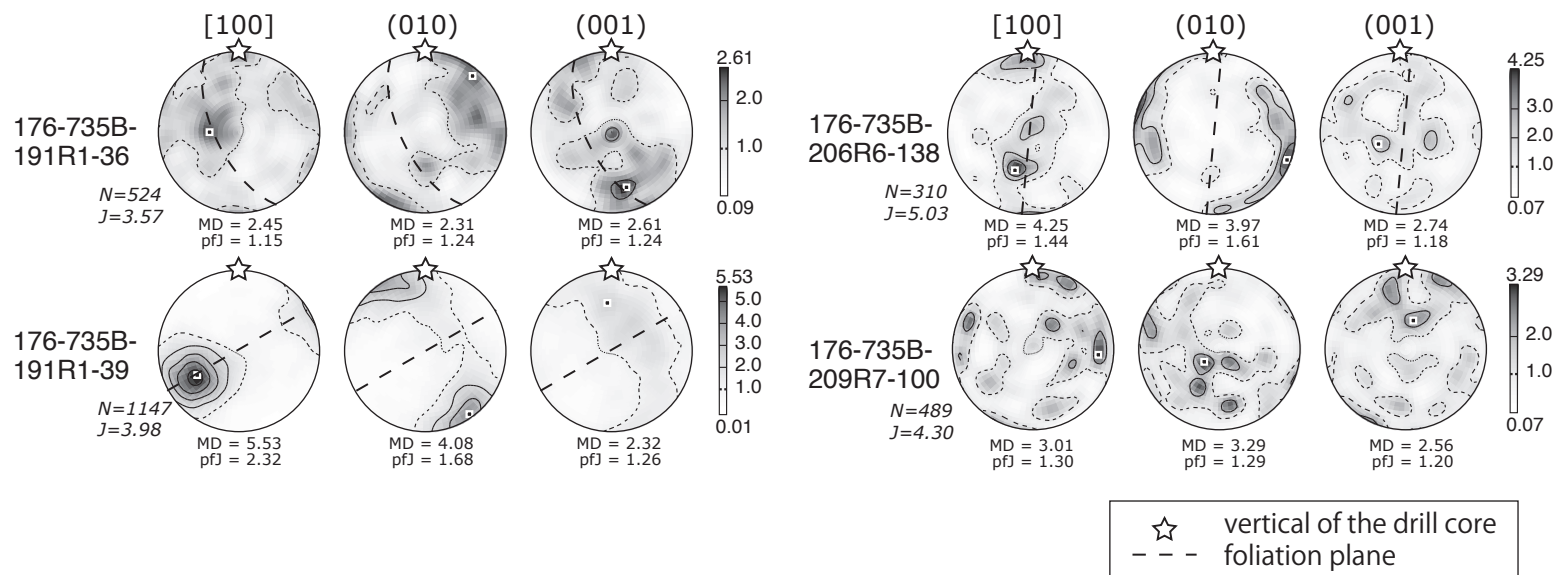 [100] (010) (001)
176-735B-
191R1-36
N=524
J=3.57
MD = 2.45
pfJ = 1.15
MD = 2.31
pfJ = 1.24
MD = 2.61
pfJ = 1.24
2.61
2.0
1.0
0.09
176-735B-
191R1-39
N=1147
J=3.98
MD = 5.53
pfJ = 2.32
MD = 4.08
pfJ = 1.68
MD = 2.32
pfJ = 1.26
5.53
5.0
4.0
3.0
2.0
1.0
0.01
[100] (010) (001)
176-735B-
206R6-138
N=310
J=5.03
MD = 4.25
pfJ = 1.44
MD = 3.97
pfJ = 1.61
MD = 2.74
pfJ = 1.18
4.25
3.0
2.0
1.0
0.07
176-735B-
209R7-100
N=489
J=4.30
MD = 3.01
pfJ = 1.30
MD = 3.29
pfJ = 1.29
MD = 2.56
pfJ = 1.20
3.29
2.0
1.0
0.07
vertical of the drill core
foliation plane